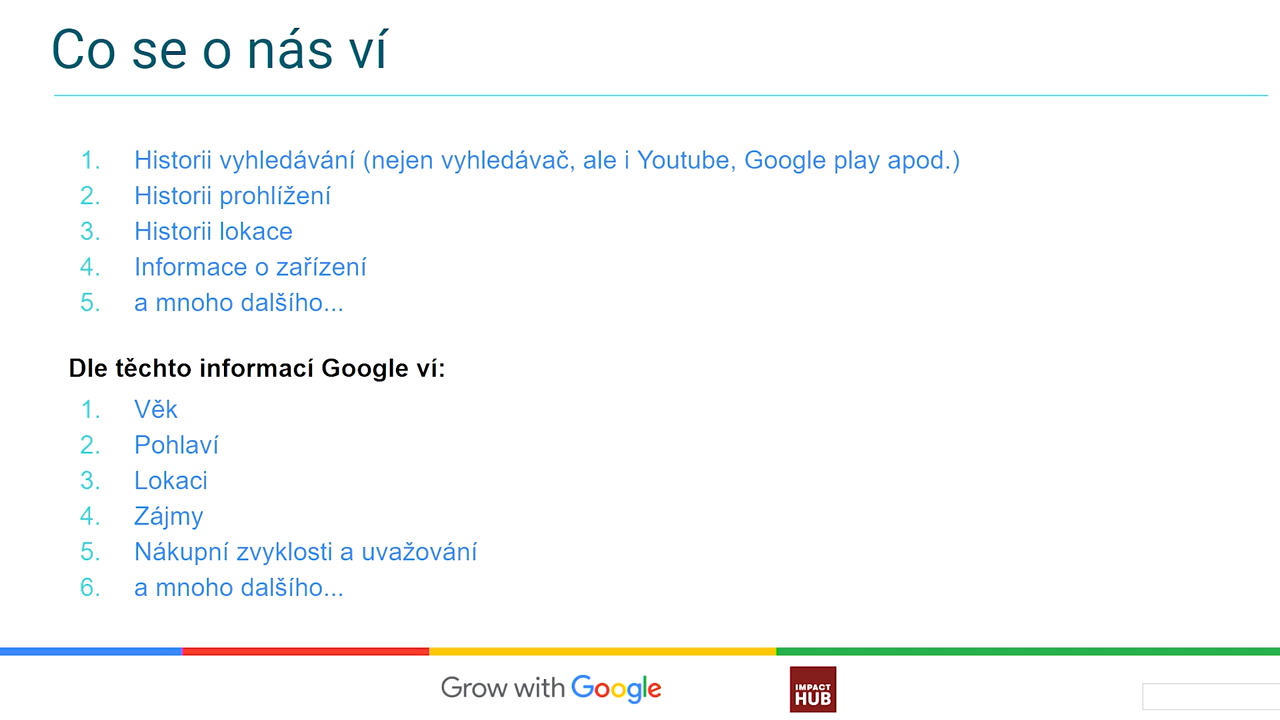 Co se o nás ví
1. Historii vyhledávání (nejen vyhledávač, ale i Youtube, Google play apod.)
2. Historii prohlížení
3. Historii lokace
4. Informace o zařízení
5. a mnoho dalšího...
Dle těchto informací Google ví:
1. Věk
2. Pohlaví
3. Lokaci
4. Zájmy
5. Nákupní zvyklosti a uvažování
6. a mnoho dalšího...
Grow with Google
IMPACT
HUB